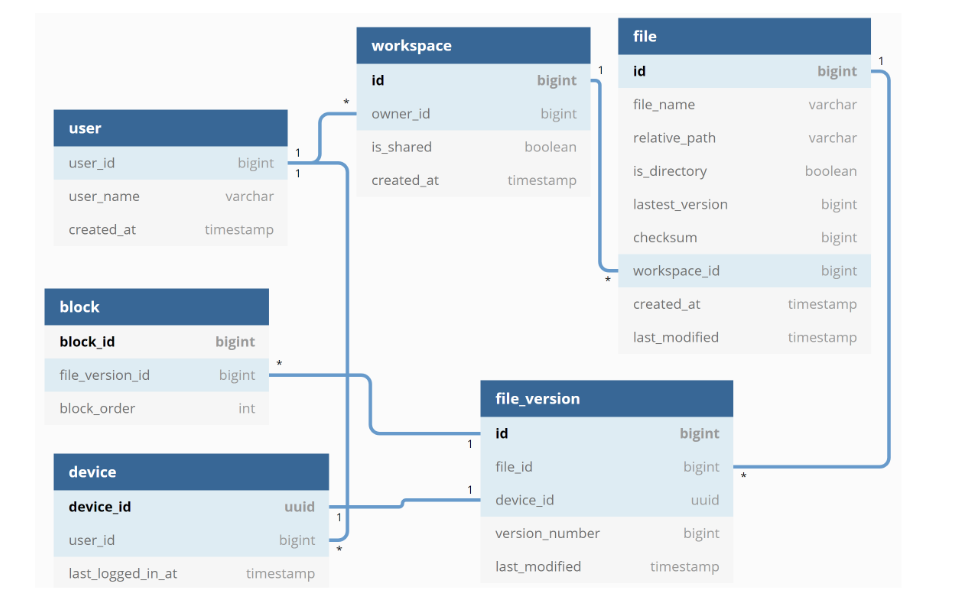 user
user_id bigint
user_name varchar
created_at timestamp
workspace
id bigint
owner_id bigint
is_shared boolean
created_at timestamp
file
id bigint
file_name varchar
relative_path varchar
is_directory boolean
lastest_version bigint
checksum bigint
workspace_id bigint
created_at timestamp
last_modified timestamp
block
block_id bigint
file_version_id bigint
block_order int
device
device_id uuid
user_id bigint
last_logged_in_at timestamp
file_version
id bigint
file_id bigint
device_id uuid
version_number bigint
last_modified timestamp
1
1
*
1
*
1
*
*
1
1
1
*